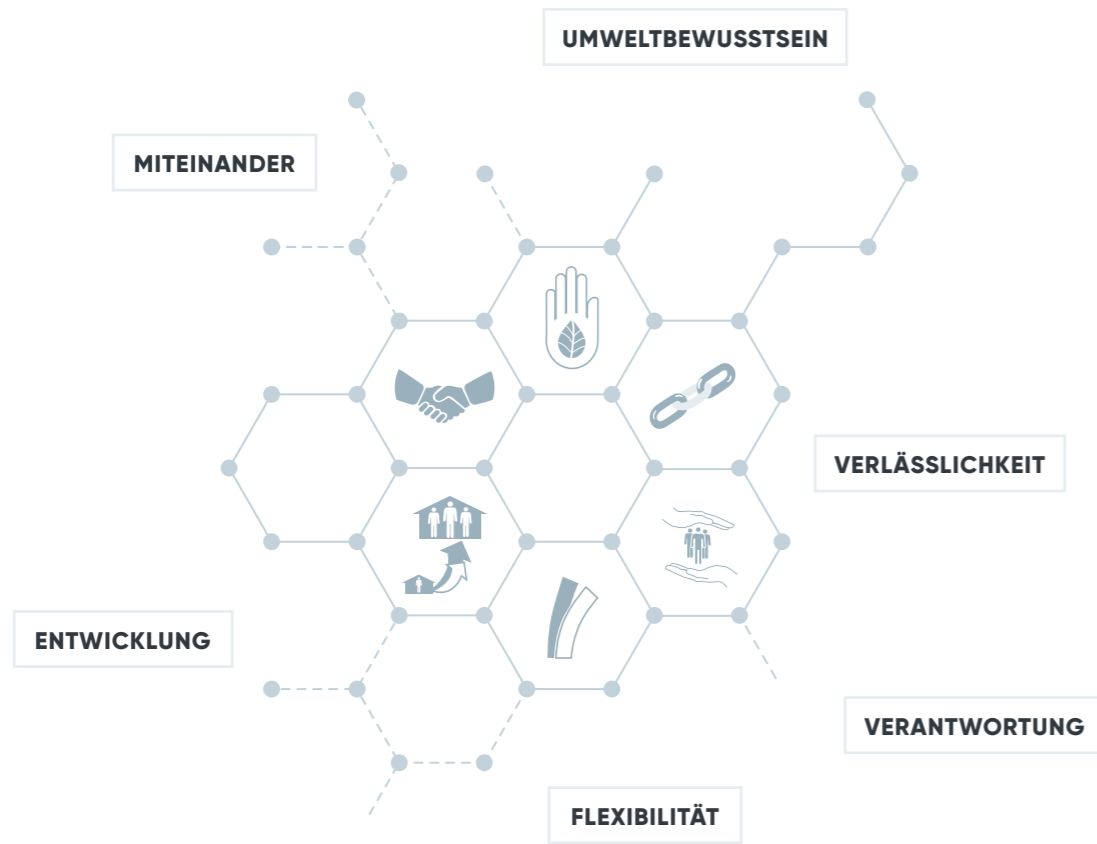 UMWELTBEWUSSTSEIN
MITEINANDER
VERLÄSSLICHKEIT
ENTWICKLUNG
VERANTWORTUNG
FLEXIBILITÄT